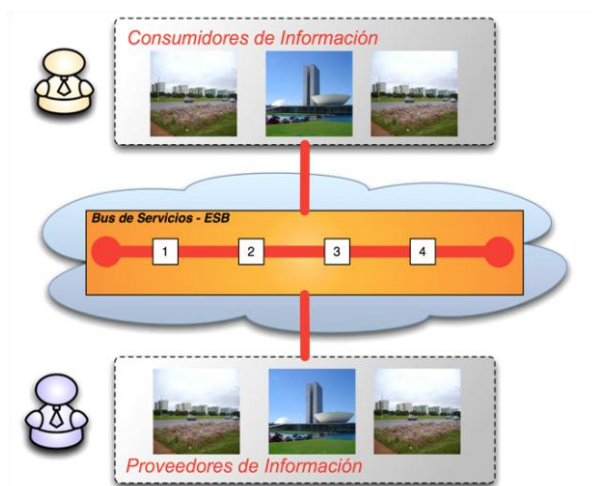 Consumidores de Información
Bus de Servicios - ESB
1 2 3 4
Proveedores de Información